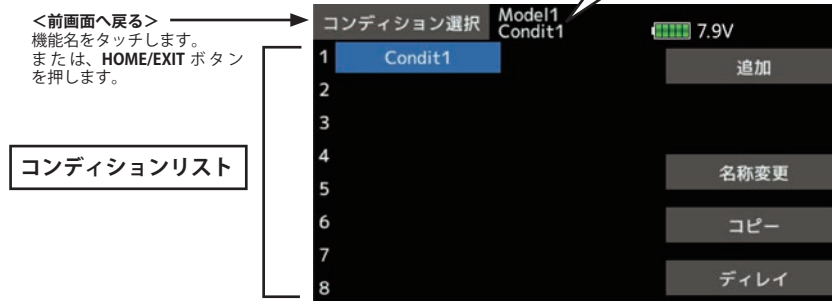 <前画面へ戻る>
機能名をタッチします。
または、HOME/EXIT ボタン
を押します。
コンディションリスト
コンディション選択
Model1
Condit1
7.9V
1 Condit1
2
3
4
5
6
7
8
追加
名称変更
コピー
ディレイ